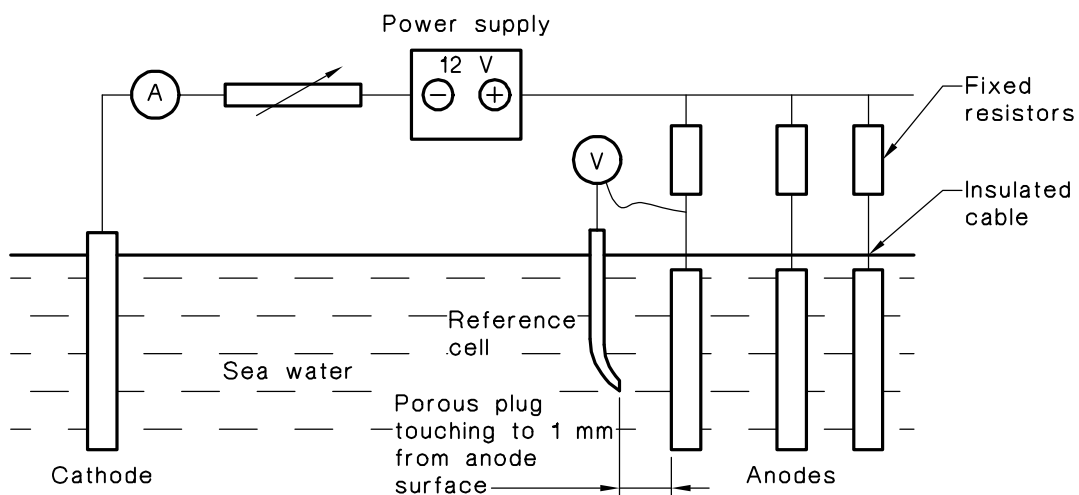 Power supply
12 V
A
− +
Fixed
resistors
V
Insulated
cable
Reference
cell
Sea water
Porous plug
touching to 1 mm
from anode
surface
Cathode
Anodes